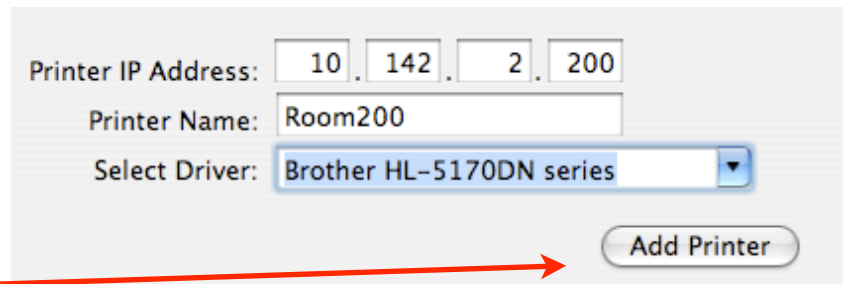 Printer IP Address: 10 . 142 . 2 . 200
Printer Name: Room200
Select Driver: Brother HL-5170DN series
Add Printer